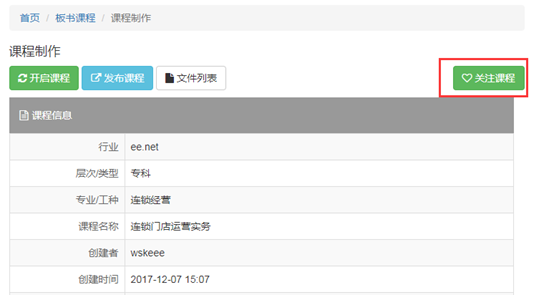 首页 / 板书课程 / 课程制作
课程制作
开启课程 发布课程 文件列表 关注课程
课程信息
行业 ee.net
层次/类型 专科
专业/工种 连锁经营
课程名称 连锁门店运营实务
创建者 wskeee
创建时间 2017-12-07 15:07